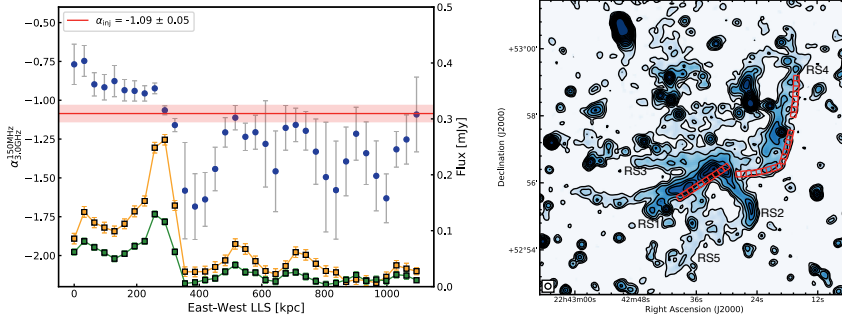 α_inj = -1.09 ± 0.05
-0.50
-0.75
-1.00
-1.25
-1.50
-1.75
-2.00
α^150MHz_3.0GHz
0.5
0.4
0.3
0.2
0.1
0.0
Flux [mJy]
0 200 400 600 800 1000
East-West LLS [kpc]
+53°00'
58'
56'
+52°54'
Declination (J2000)
RS4
RS3
RS1
RS2
RS5
22h43m00s 42m48s 36s 24s 12s
Right Ascension (J2000)